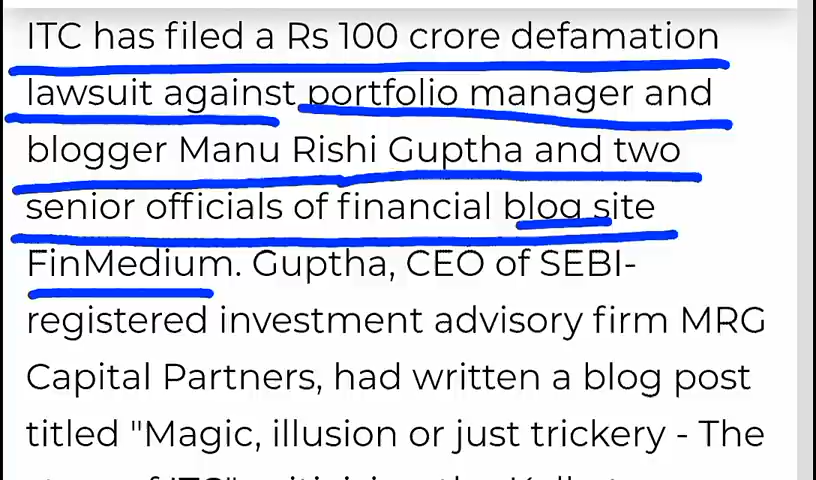 ITC has filed a Rs 100 crore defamation
lawsuit against portfolio manager and
blogger Manu Rishi Guptha and two
senior officials of financial blog site
FinMedium. Guptha, CEO of SEBI-
registered investment advisory firm MRG
Capital Partners, had written a blog post
titled "Magic, illusion or just trickery - The